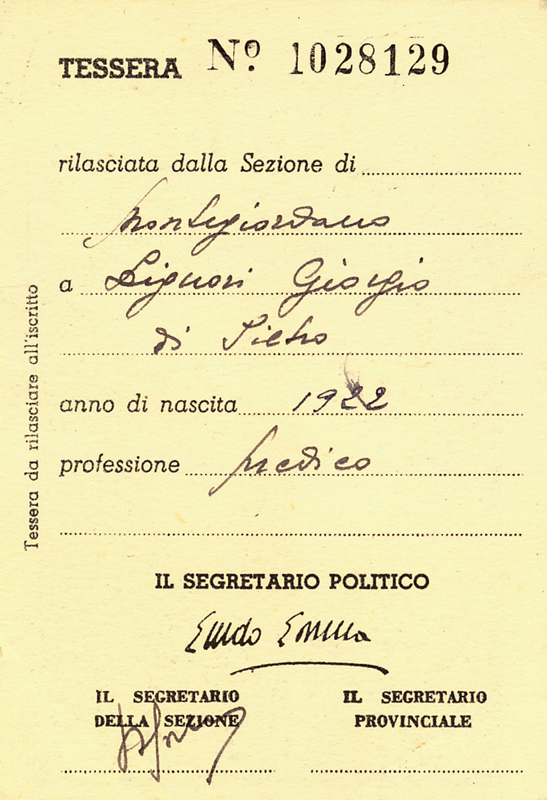 TESSERA Nº. 1028129
rilasciata dalla Sezione di
Montegiordano
a Liguori Giorgio
di Pietro
anno di nascita 1922
professione Medico
IL SEGRETARIO POLITICO
IL SEGRETARIO DELLA SEZIONE
IL SEGRETARIO PROVINCIALE
Tessera da rilasciare all'iscritto